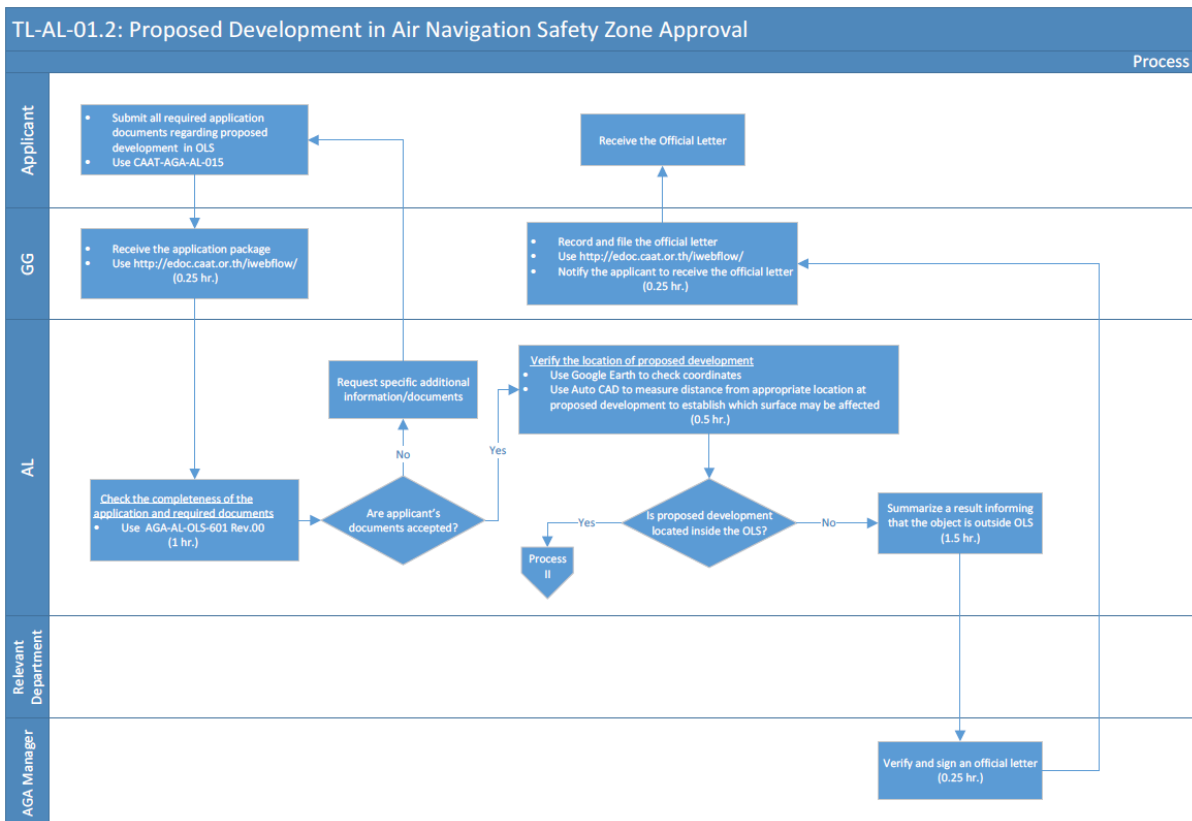 TL-AL-01.2: Proposed Development in Air Navigation Safety Zone Approval
Process
Applicant
• Submit all required application
documents regarding proposed
development in OLS
• Use CAAT-AGA-AL-015
Receive the Official Letter
GG
• Receive the application package
• Use http://edoc.caat.or.th/iwebflow/
(0.25 hr.)
• Record and file the official letter
• Use http://edoc.caat.or.th/iwebflow/
• Notify the applicant to receive the official letter
(0.25 hr.)
AL
Request specific additional
information/documents
Verify the location of proposed development
• Use Google Earth to check coordinates
• Use Auto CAD to measure distance from appropriate location at
proposed development to establish which surface may be affected
(0.5 hr.)
No
Yes
Check the completeness of the
application and required documents
• Use AGA-AL-OLS-601 Rev.00
(1 hr.)
Are applicant's
documents accepted?
Yes
Process
II
Is proposed development
located inside the OLS?
No
Summarize a result informing
that the object is outside OLS
(1.5 hr.)
Relevant
Department
AGA Manager
Verify and sign an official letter
(0.25 hr.)